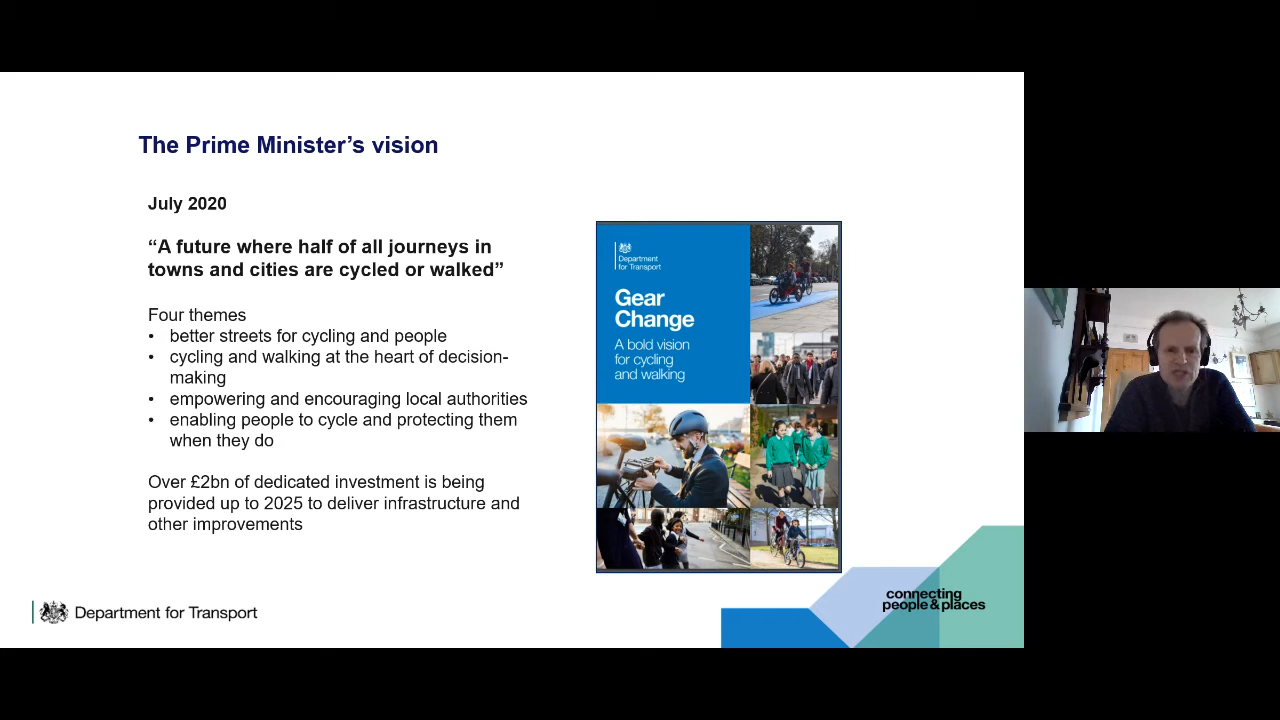 The Prime Minister’s vision
July 2020
“A future where half of all journeys in
towns and cities are cycled or walked”
Four themes
• better streets for cycling and people
• cycling and walking at the heart of decision-
making
• empowering and encouraging local authorities
• enabling people to cycle and protecting them
when they do
Over £2bn of dedicated investment is being
provided up to 2025 to deliver infrastructure and
other improvements
Department
for Transport
Gear
Change
A bold vision
for cycling
and walking
Department for Transport
connecting
people & places